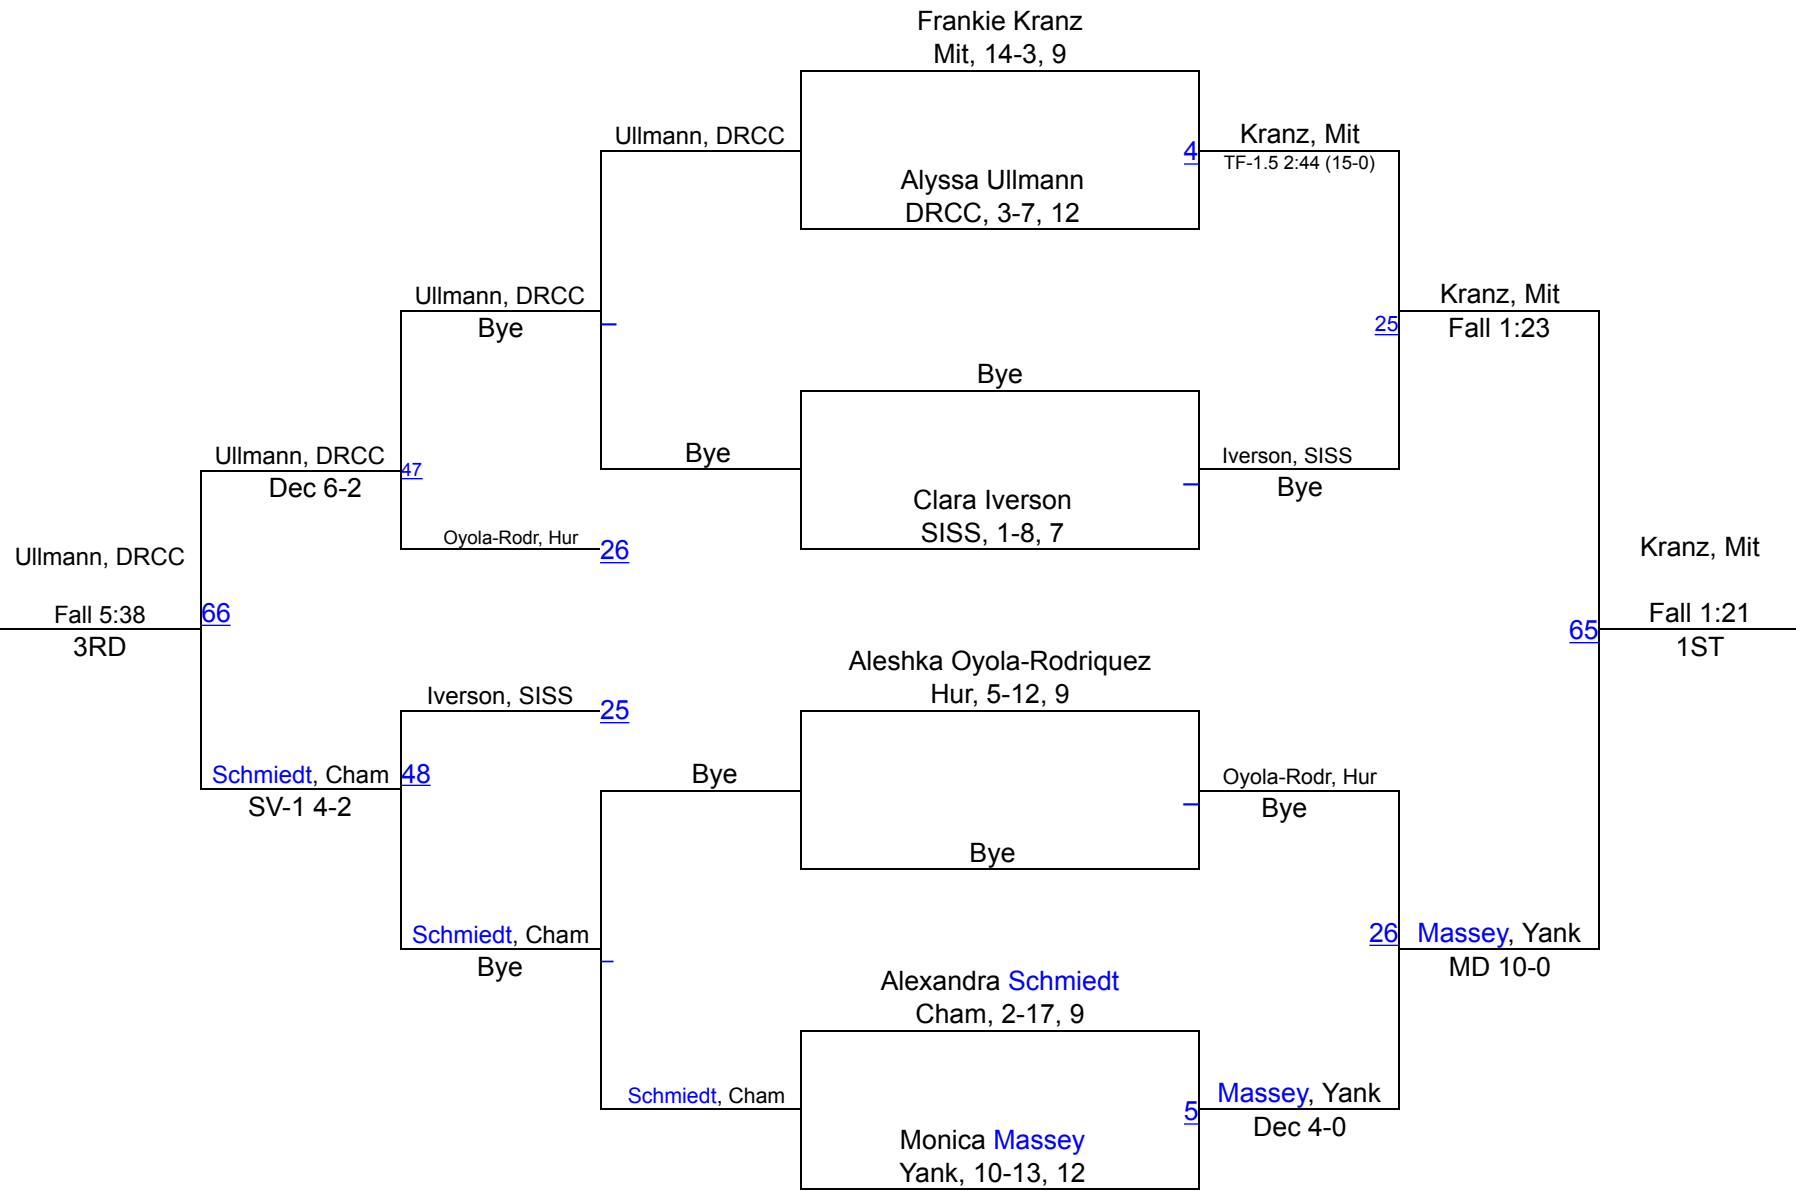 Frankie Kranz
Mit, 14-3, 9
Ullmann, DRCC
4
Kranz, Mit
TF-1.5 2:44 (15-0)
Alyssa Ullmann
DRCC, 3-7, 12
Ullmann, DRCC
Bye
Kranz, Mit
25
Fall 1:23
Bye
Ullmann, DRCC
47
Dec 6-2
Bye
Iverson, SISS
Bye
Clara Iverson
SISS, 1-8, 7
Oyola-Rodr, Hur
26
Ullmann, DRCC
Fall 5:38
66
3RD
Kranz, Mit
Fall 1:21
65
1ST
Aleshka Oyola-Rodriquez
Hur, 5-12, 9
Iverson, SISS
25
Schmiedt, Cham
48
SV-1 4-2
Bye
Oyola-Rodr, Hur
Bye
Bye
Schmiedt, Cham
Bye
26
Massey, Yank
MD 10-0
Alexandra Schmiedt
Cham, 2-17, 9
Schmiedt, Cham
5
Massey, Yank
Dec 4-0
Monica Massey
Yank, 10-13, 12